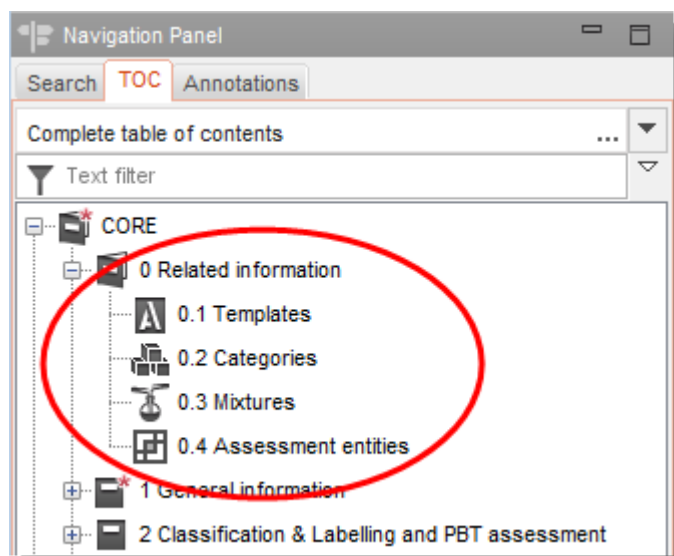 Navigation Panel
Search TOC Annotations
Complete table of contents ...
Text filter
CORE
0 Related information
0.1 Templates
0.2 Categories
0.3 Mixtures
0.4 Assessment entities
1 General information
2 Classification & Labelling and PBT assessment